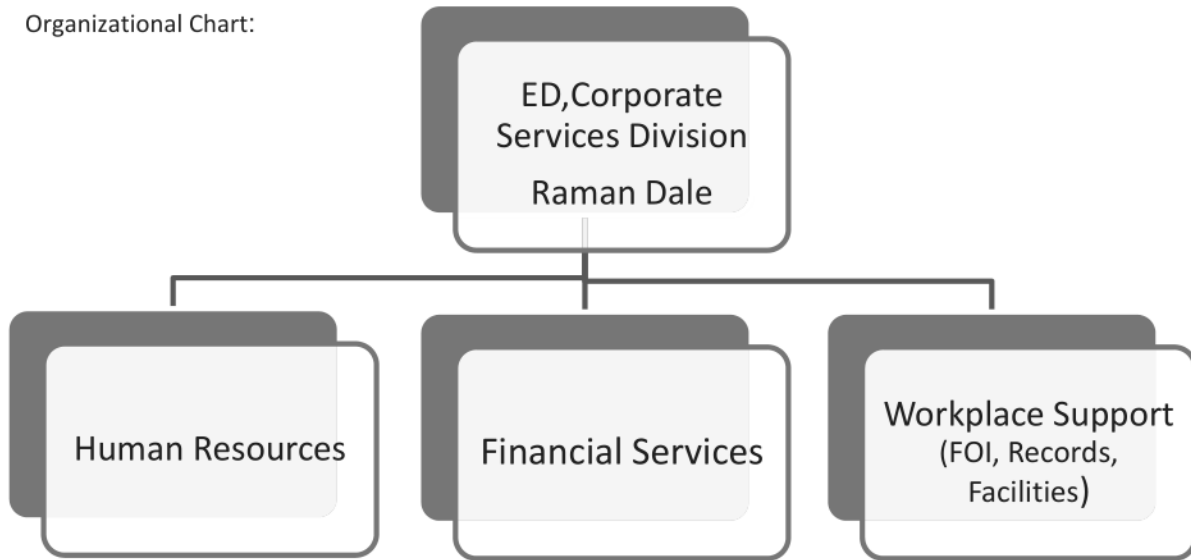 Organizational Chart:
ED,Corporate
Services Division
Raman Dale
Human Resources
Financial Services
Workplace Support
(FOI, Records,
Facilities)